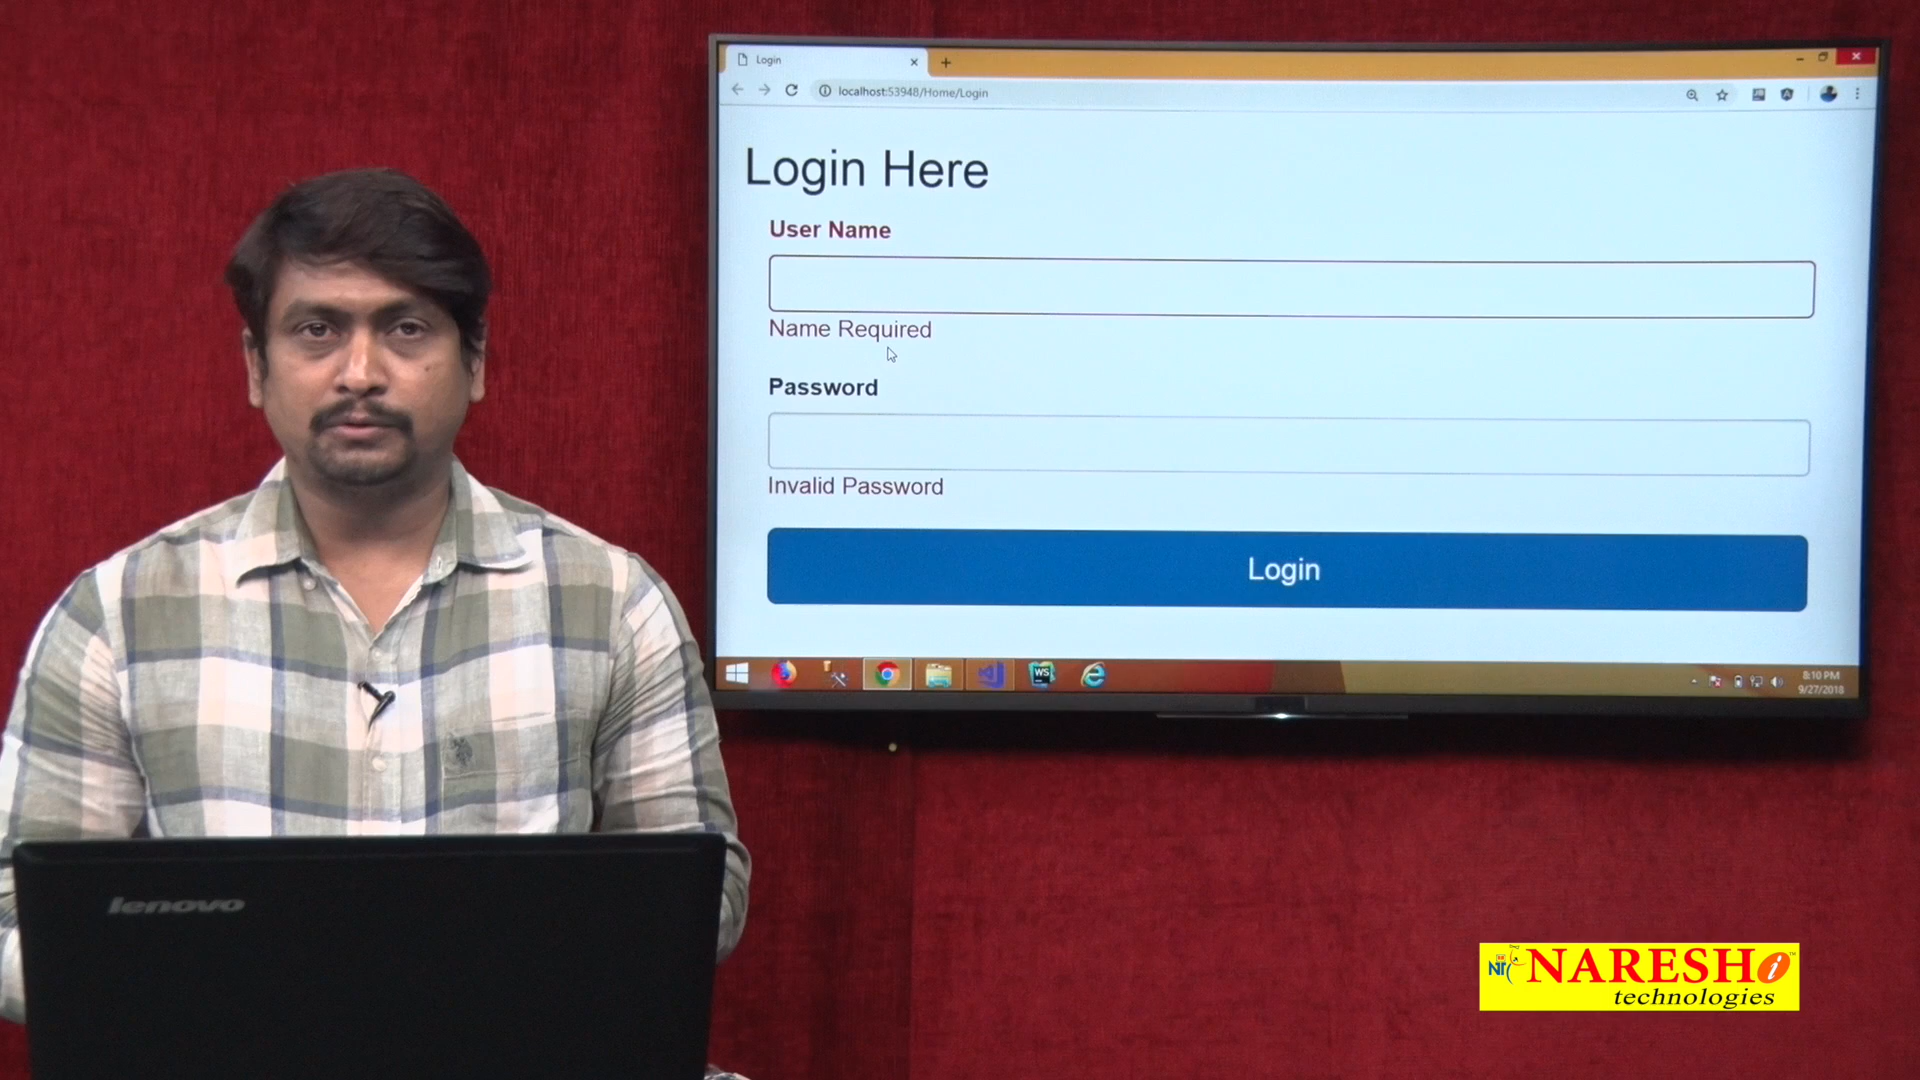 Login
localhost:53948/Home/Login
Login Here
User Name
Name Required
Password
Invalid Password
Login
WS
8:10 PM
9/27/2018
lenovo
NARESH i
technologies